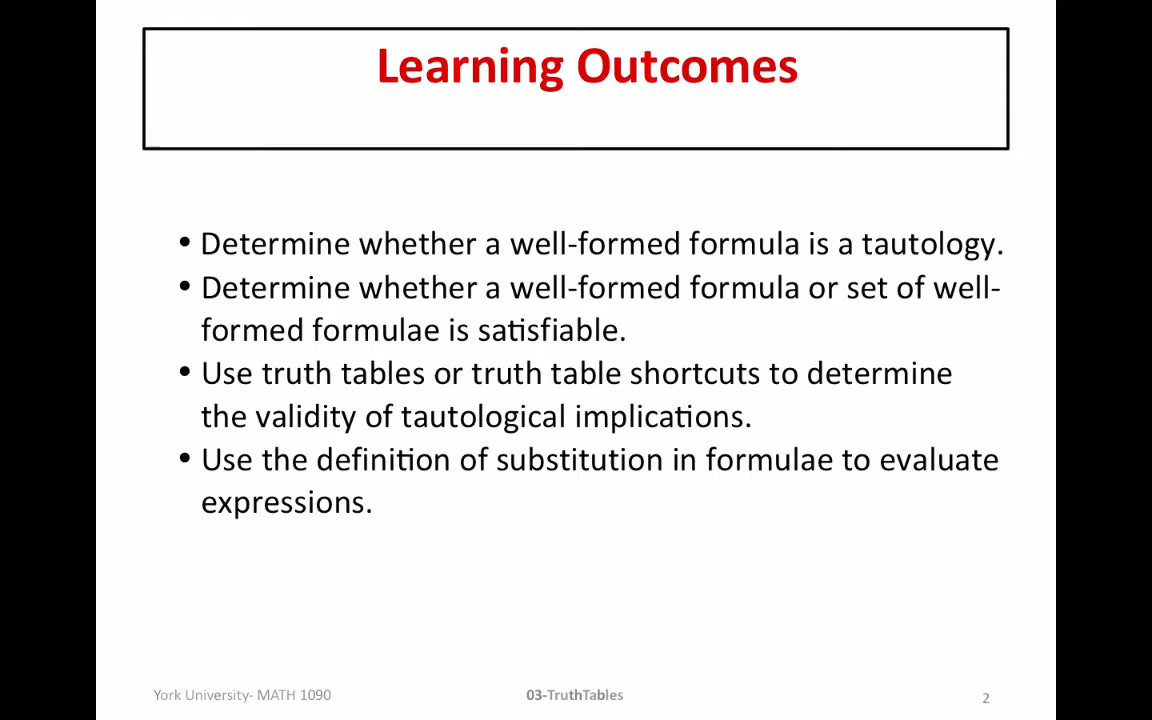 Learning Outcomes
• Determine whether a well-formed formula is a tautology.
• Determine whether a well-formed formula or set of well-
formed formulae is satisfiable.
• Use truth tables or truth table shortcuts to determine
the validity of tautological implications.
• Use the definition of substitution in formulae to evaluate
expressions.
York University- MATH 1090
03-TruthTables
2